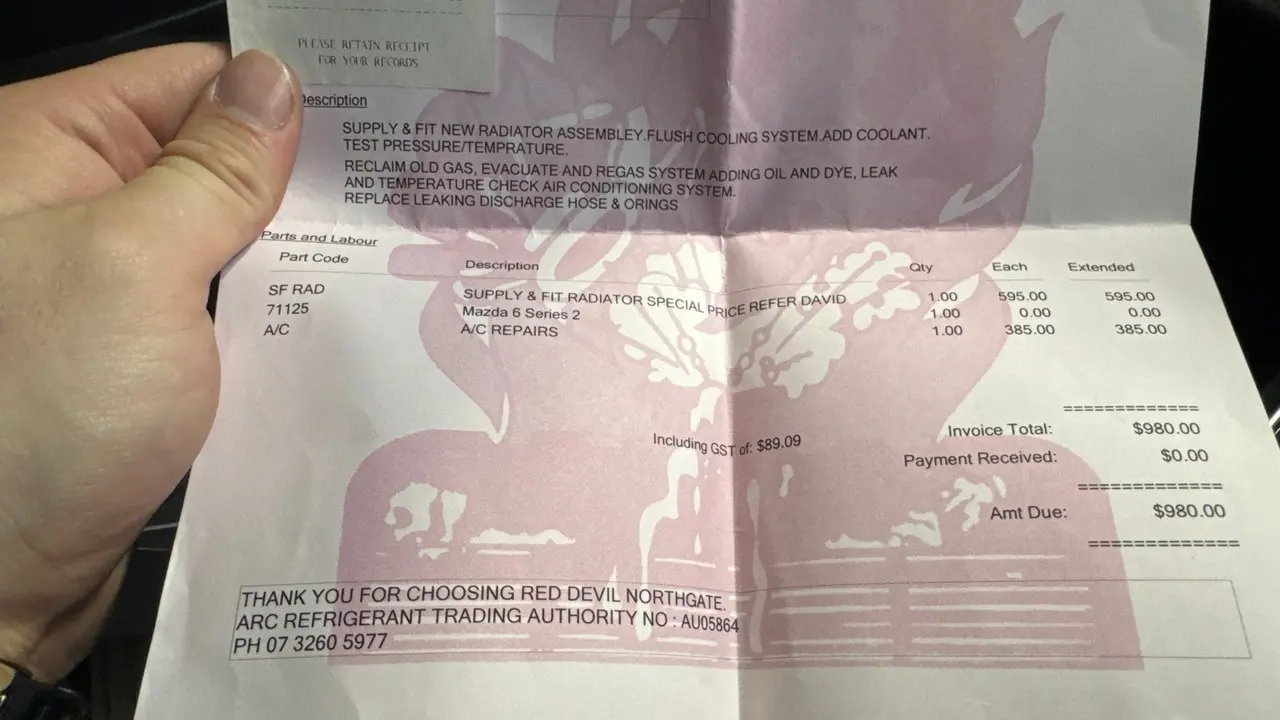 PLEASE RETAIN RECEIPT
FOR YOUR RECORDS
Description
SUPPLY & FIT NEW RADIATOR ASSEMBLEY.FLUSH COOLING SYSTEM.ADD COOLANT.
TEST PRESSURE/TEMPRATURE.
RECLAIM OLD GAS, EVACUATE AND REGAS SYSTEM ADDING OIL AND DYE, LEAK
AND TEMPERATURE CHECK AIR CONDITIONING SYSTEM.
REPLACE LEAKING DISCHARGE HOSE & ORINGS
Parts and Labour
Part Code Description Qty Each Extended
SF RAD SUPPLY & FIT RADIATOR SPECIAL PRICE REFER DAVID 1.00 595.00 595.00
71125 Mazda 6 Series 2 1.00 0.00 0.00
A/C A/C REPAIRS 1.00 385.00 385.00
Including GST of: $89.09
Invoice Total: $980.00
Payment Received: $0.00
Amt Due: $980.00
THANK YOU FOR CHOOSING RED DEVIL NORTHGATE.
ARC REFRIGERANT TRADING AUTHORITY NO : AU05864
PH 07 3260 5977